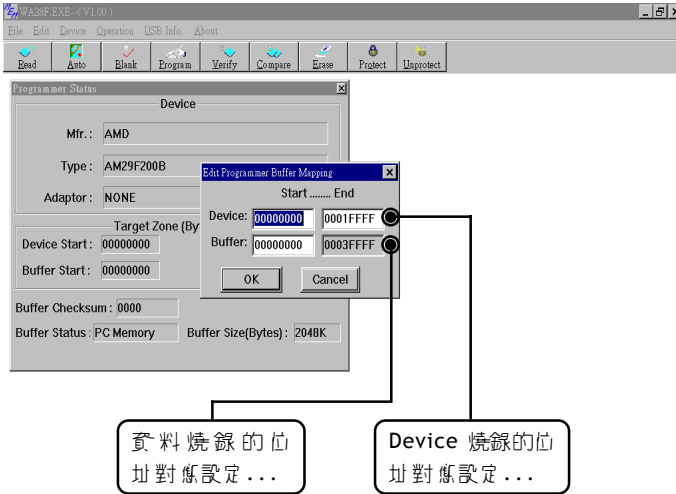 WA28F.EXE--( V1.00 )
File Edit Device Operation USB Info. About
Read Auto Blank Program Verify Compare Erase Protect Unprotect
Programmer Status
Device
Mfr. : AMD
Type : AM29F200B
Adaptor : NONE
Target Zone (By
Device Start : 00000000
Buffer Start : 00000000
Buffer Checksum : 0000
Buffer Status : PC Memory Buffer Size(Bytes) : 2048K
Edit Programmer Buffer Mapping
Start ........ End
Device: 00000000 0001FFFF
Buffer: 00000000 0003FFFF
OK Cancel
資料燒錄的位
址對應設定...
Device 燒錄的位
址對應設定...